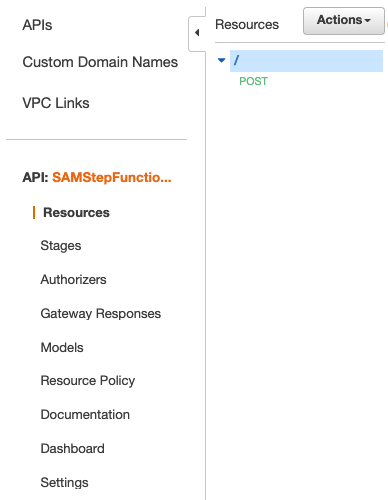 APIs
Custom Domain Names
VPC Links
API: SAMStepFunctio...
Resources
Stages
Authorizers
Gateway Responses
Models
Resource Policy
Documentation
Dashboard
Settings
Resources
Actions
/
POST